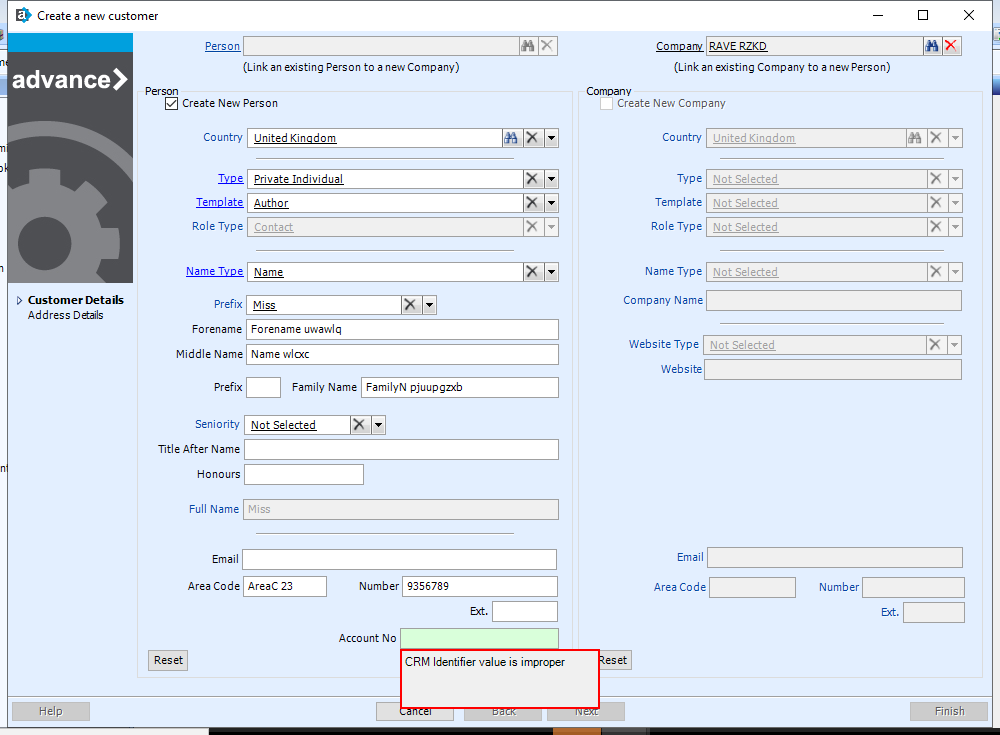 Create a new customer
advance
Customer Details
Address Details
Person
(Link an existing Person to a new Company)
Company RAVE RZKD
(Link an existing Company to a new Person)
Person
Create New Person
Country United Kingdom
Type Private Individual
Template Author
Role Type Contact
Name Type Name
Prefix Miss
Forename Forename uwawlq
Middle Name Name wlcxc
Prefix Family Name FamilyN pjuupgzxb
Seniority Not Selected
Title After Name
Honours
Full Name Miss
Email
Area Code AreaC 23 Number 9356789
Ext.
Account No
CRM Identifier value is improper
Reset
Company
Create New Company
Country United Kingdom
Type Not Selected
Template Not Selected
Role Type Not Selected
Name Type Not Selected
Company Name
Website Type Not Selected
Website
Email
Area Code Number
Ext.
Reset
Help Cancel Back Next Finish